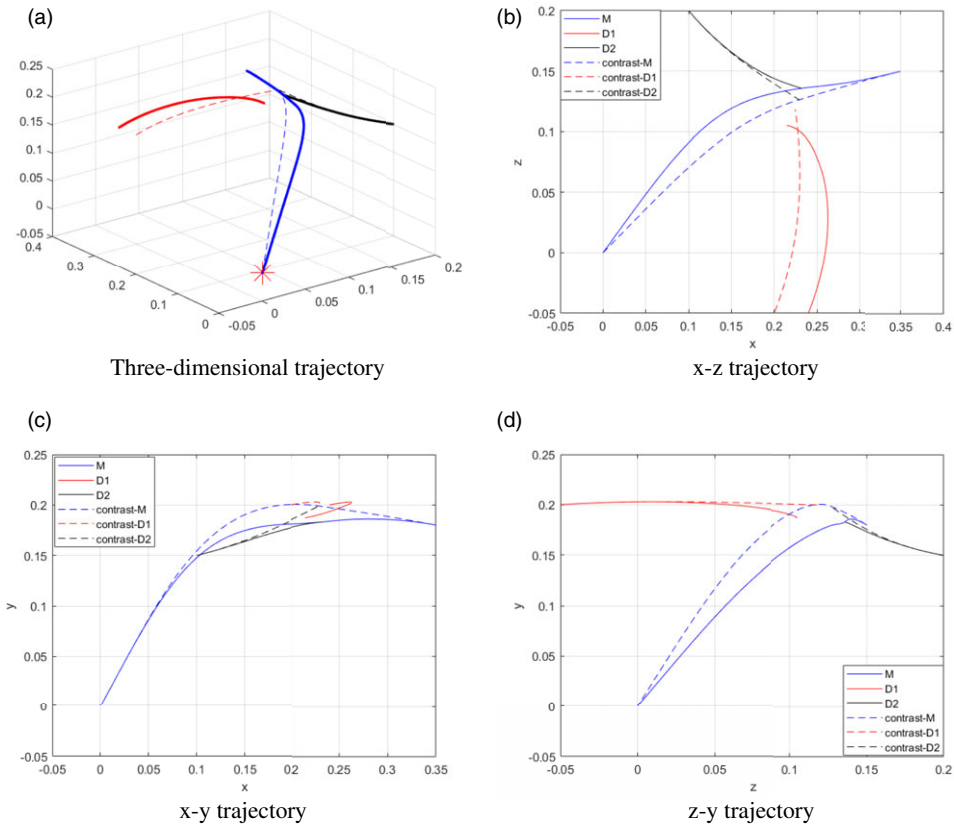 (a)
0.25
0.2
0.15
0.1
0.05
0
-0.05
0.4
0.3
0.2
0.1
0
-0.05
0
0.05
0.1
0.15
0.2
Three-dimensional trajectory
(b)
M
D1
D2
contrast-M
contrast-D1
contrast-D2
0.2
0.15
0.1
0.05
0
-0.05
z
-0.05 0 0.05 0.1 0.15 0.2 0.25 0.3 0.35 0.4
x
x-z trajectory
(c)
M
D1
D2
contrast-M
contrast-D1
contrast-D2
0.25
0.2
0.15
0.1
0.05
0
-0.05
y
0 0.05 0.1 0.15 0.2 0.25 0.3 0.35
x
x-y trajectory
(d)
0.25
0.2
0.15
0.1
0.05
0
-0.05
y
M
D1
D2
contrast-M
contrast-D1
contrast-D2
-0.05 0 0.05 0.1 0.15 0.2
z
z-y trajectory